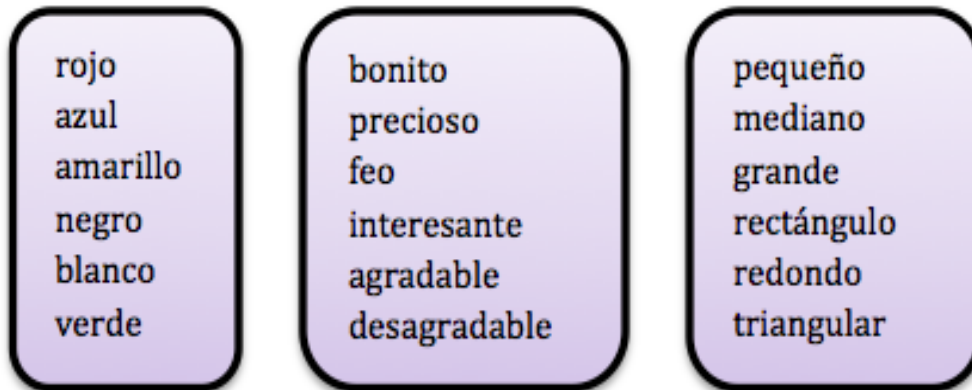 rojo
azul
amarillo
negro
blanco
verde
bonito
precioso
feo
interesante
agradable
desagradable
pequeño
mediano
grande
rectángulo
redondo
triangular